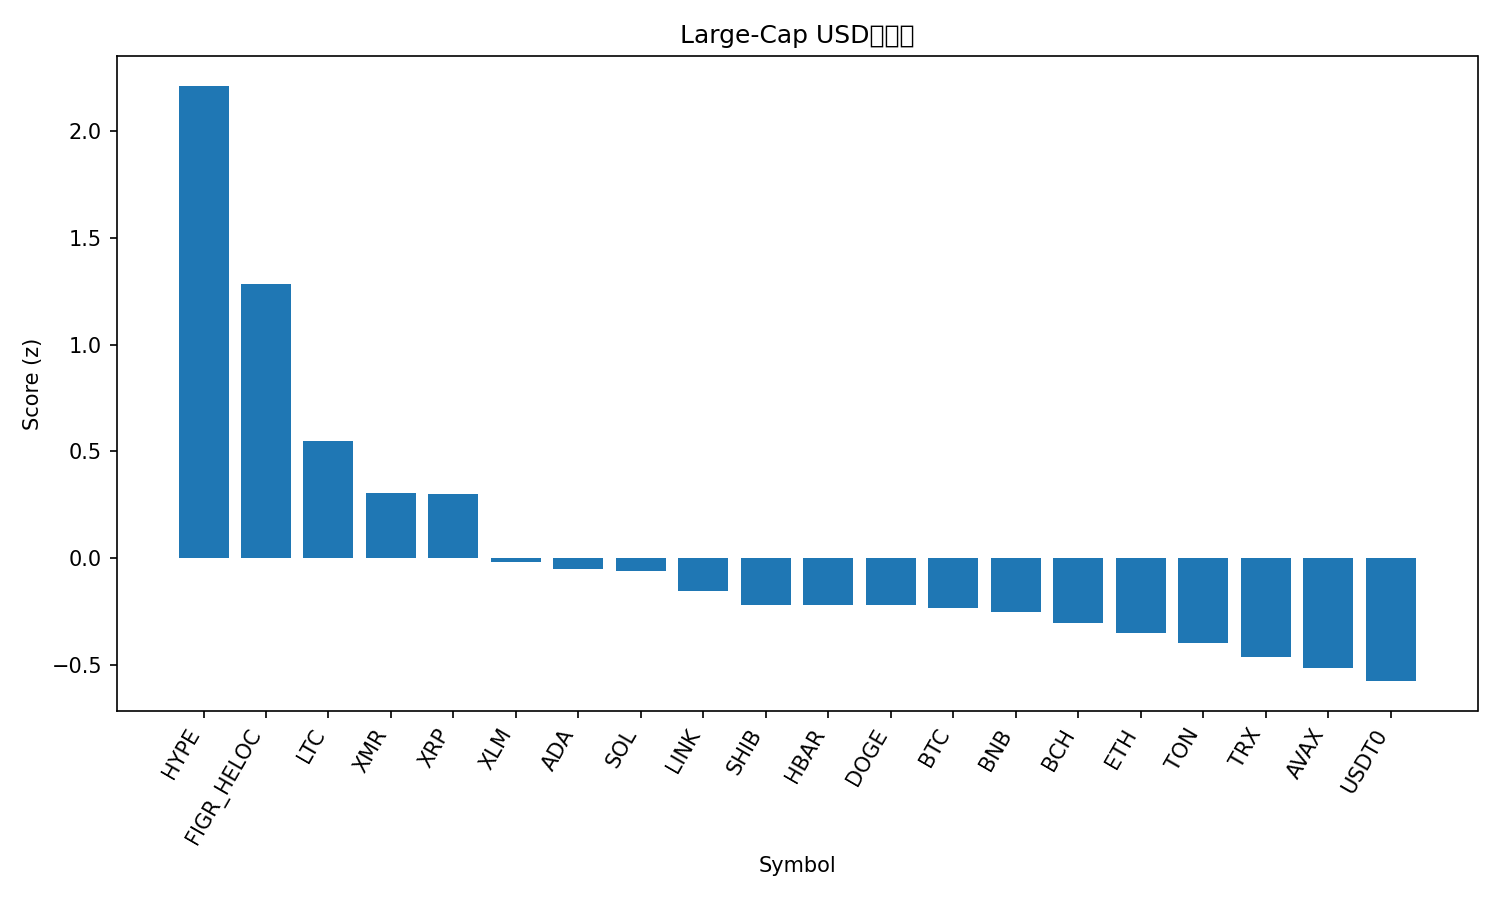 Large-Cap USD
2.0
1.5
1.0
0.5
0.0
−0.5
Score (z)
HYPE
FIGR_HELOC
LTC
XMR
XRP
XLM
ADA
SOL
LINK
SHIB
HBAR
DOGE
BTC
BNB
BCH
ETH
TON
TRX
AVAX
USDT0
Symbol